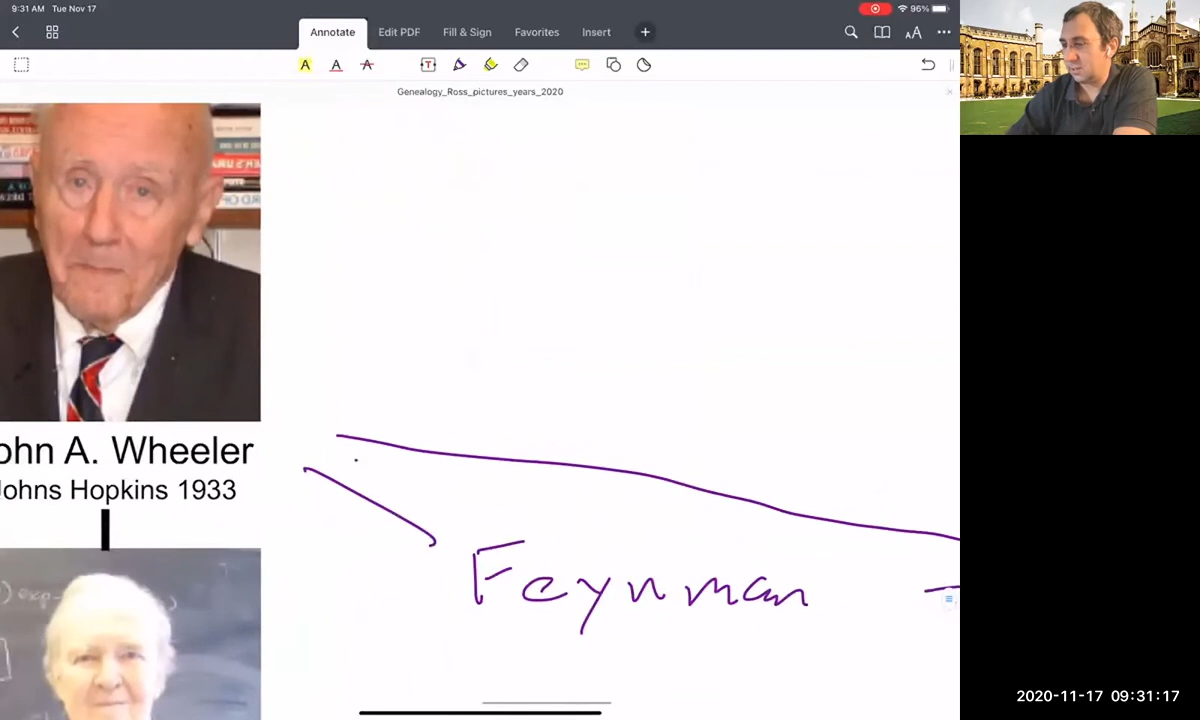 9:31 AM Tue Nov 17
96%
Annotate Edit PDF Fill & Sign Favorites Insert
AA
A A A T
Genealogy_Ross_pictures_years_2020
ohn A. Wheeler
Johns Hopkins 1933
Feynman
2020-11-17 09:31:17